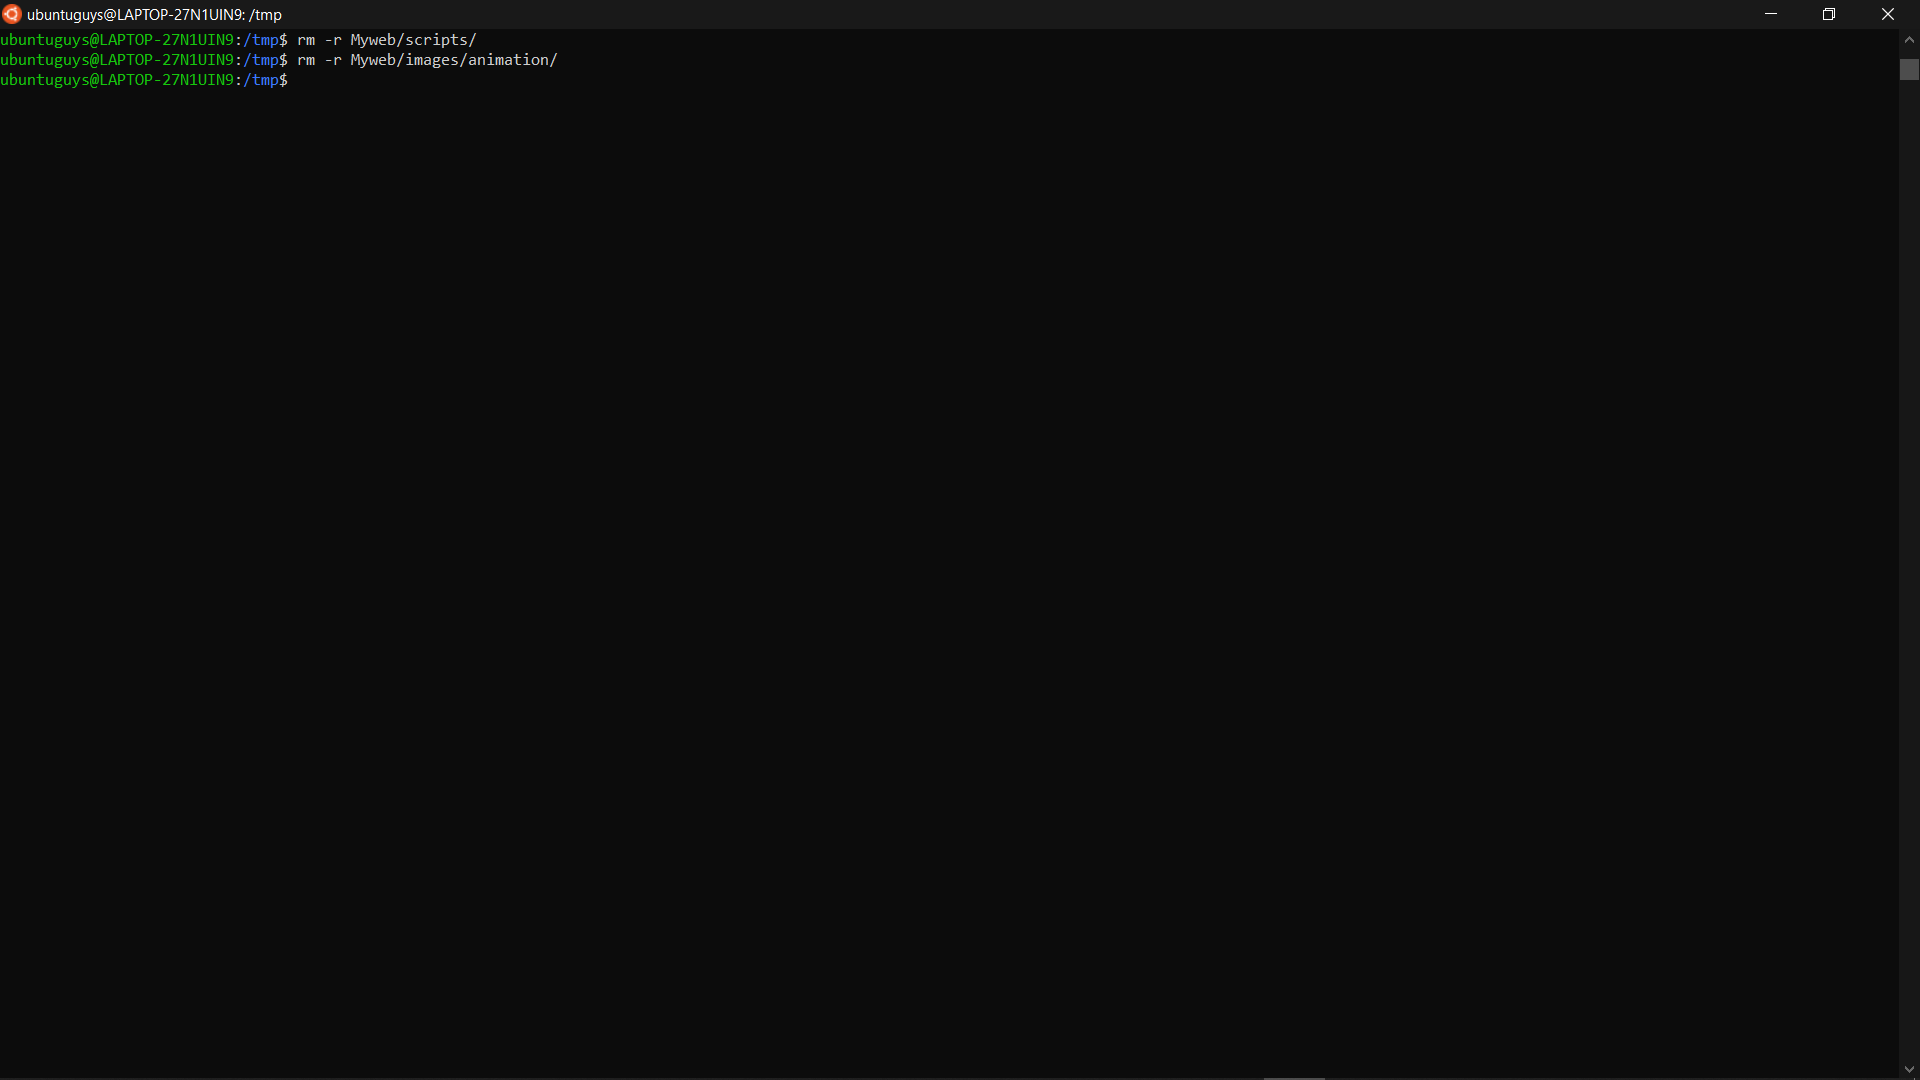 ubuntuguys@LAPTOP-27N1UIN9: /tmp
ubuntuguys@LAPTOP-27N1UIN9:/tmp$ rm -r Myweb/scripts/
ubuntuguys@LAPTOP-27N1UIN9:/tmp$ rm -r Myweb/images/animation/
ubuntuguys@LAPTOP-27N1UIN9:/tmp$